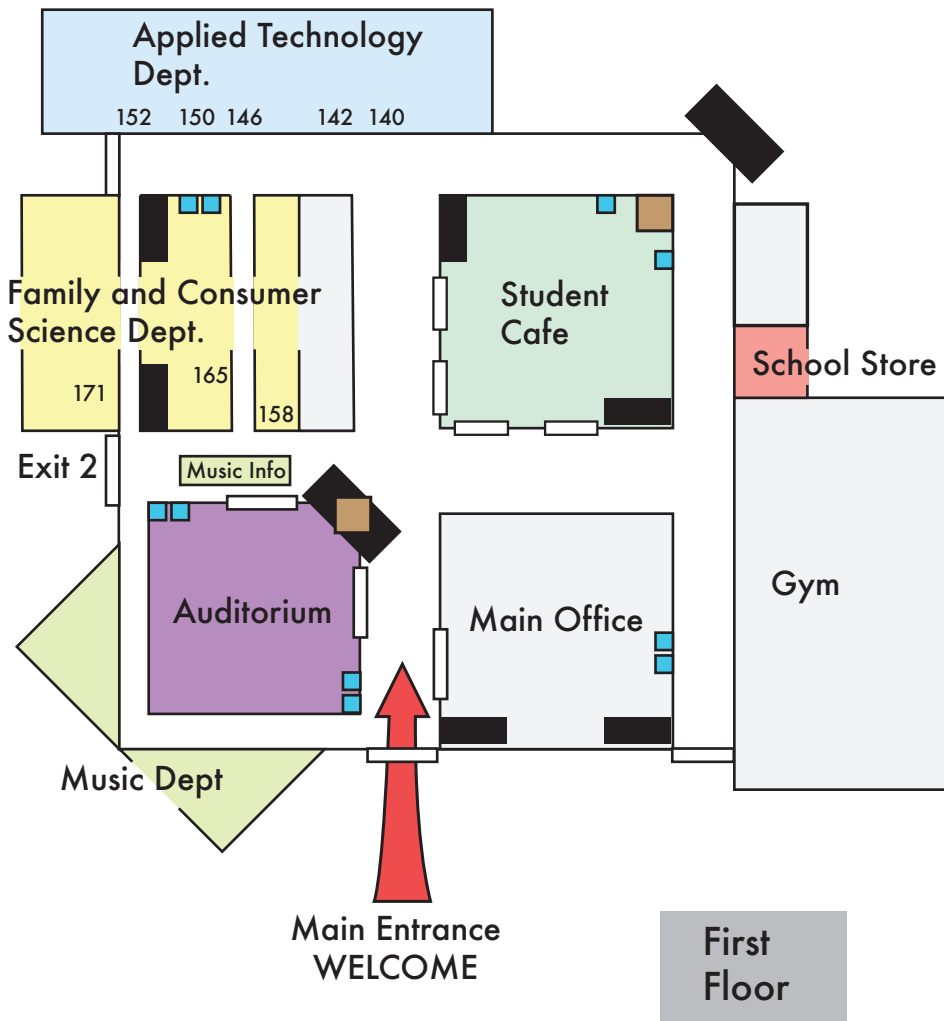 Applied Technology
Dept.
152 150 146 142 140
Family and Consumer
Science Dept.
171
165
158
Student
Cafe
School Store
Exit 2
Music Info
Auditorium
Main Office
Gym
Music Dept
Main Entrance
WELCOME
First
Floor